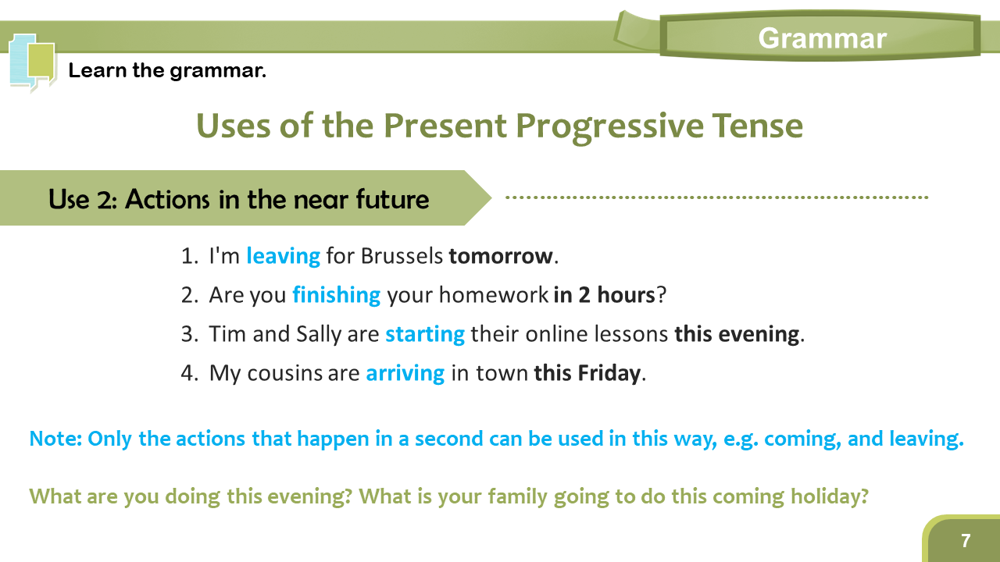 Grammar
Learn the grammar.
Uses of the Present Progressive Tense
Use 2: Actions in the near future
1. I'm leaving for Brussels tomorrow.
2. Are you finishing your homework in 2 hours?
3. Tim and Sally are starting their online lessons this evening.
4. My cousins are arriving in town this Friday.
Note: Only the actions that happen in a second can be used in this way, e.g. coming, and leaving.
What are you doing this evening? What is your family going to do this coming holiday?
7